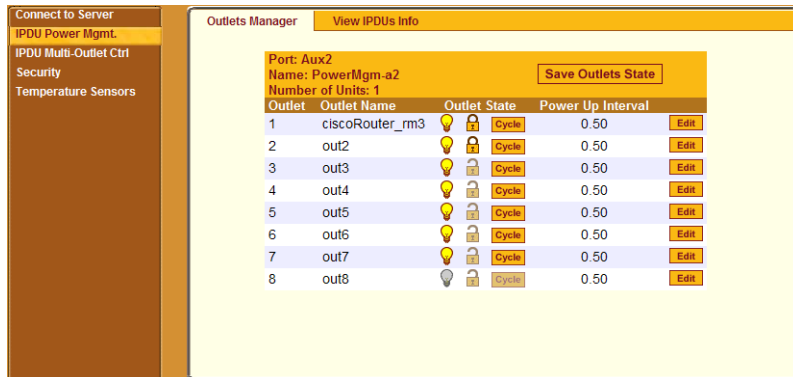 Connect to Server
IPDU Power Mgmt.
IPDU Multi-Outlet Ctrl
Security
Temperature Sensors
Outlets Manager View IPDUs Info
Port: Aux2
Name: PowerMgm-a2
Number of Units: 1
Save Outlets State
Outlet Outlet Name Outlet State Power Up Interval
1 ciscoRouter_rm3 Cycle 0.50 Edit
2 out2 Cycle 0.50 Edit
3 out3 Cycle 0.50 Edit
4 out4 Cycle 0.50 Edit
5 out5 Cycle 0.50 Edit
6 out6 Cycle 0.50 Edit
7 out7 Cycle 0.50 Edit
8 out8 Cycle 0.50 Edit